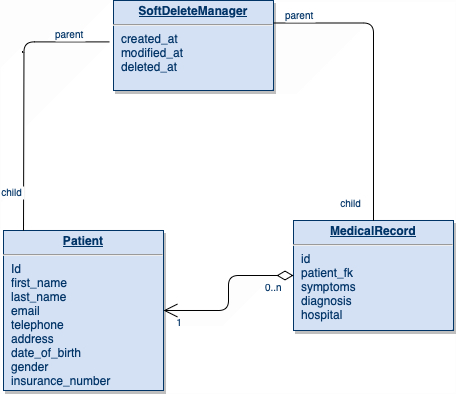 SoftDeleteManager
created_at
modified_at
deleted_at
parent
parent
child
child
Patient
Id
first_name
last_name
email
telephone
address
date_of_birth
gender
insurance_number
MedicalRecord
id
patient_fk
symptoms
diagnosis
hospital
0..n
1